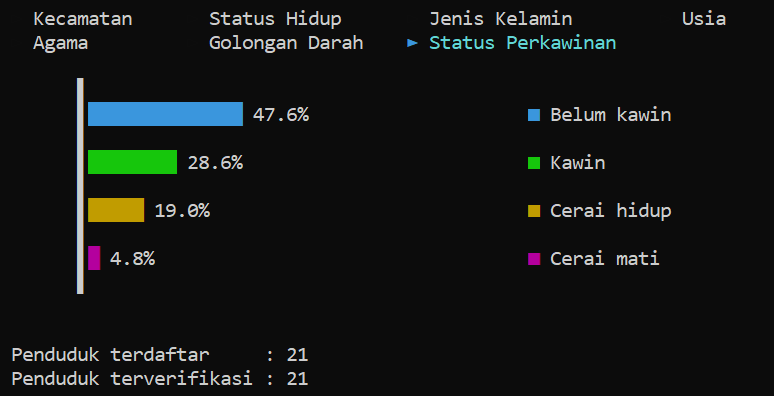 Kecamatan Status Hidup Jenis Kelamin Usia
Agama Golongan Darah ► Status Perkawinan
47.6% Belum kawin
28.6% Kawin
19.0% Cerai hidup
4.8% Cerai mati
Penduduk terdaftar : 21
Penduduk terverifikasi : 21